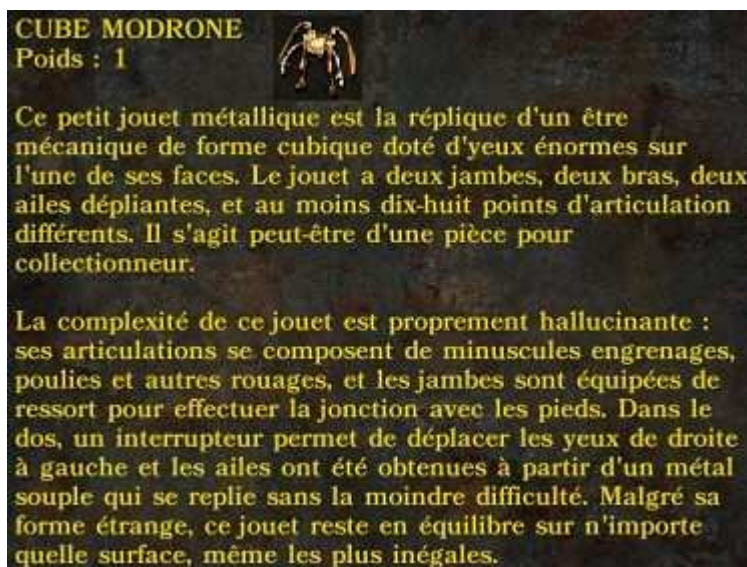 CUBE MODRONE
Poids : 1
Ce petit jouet métallique est la réplique d'un être
mécanique de forme cubique doté d'yeux énormes sur
l'une de ses faces. Le jouet a deux jambes, deux bras, deux
ailes dépliantes, et au moins dix-huit points d'articulation
différents. Il s'agit peut-être d'une pièce pour
collectionneur.
La complexité de ce jouet est proprement hallucinante :
ses articulations se composent de minuscules engrenages,
poulies et autres rouages, et les jambes sont équipées de
ressort pour effectuer la jonction avec les pieds. Dans le
dos, un interrupteur permet de déplacer les yeux de droite
à gauche et les ailes ont été obtenues à partir d'un métal
souple qui se replie sans la moindre difficulté. Malgré sa
forme étrange, ce jouet reste en équilibre sur n'importe
quelle surface, même les plus inégales.